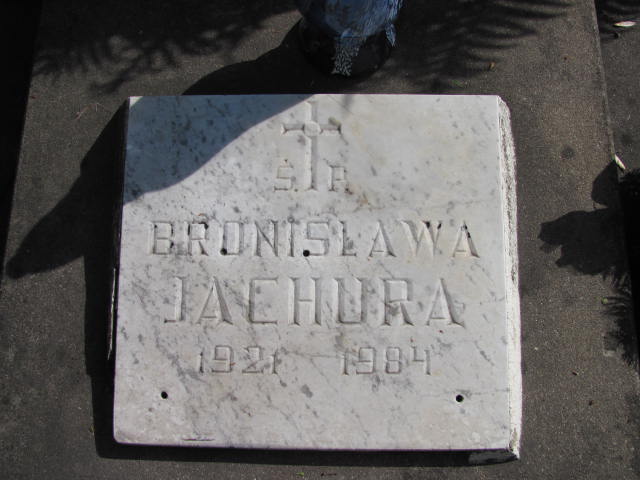 Ś. P.
BRONISŁAWA
JACHURA
1921 1984